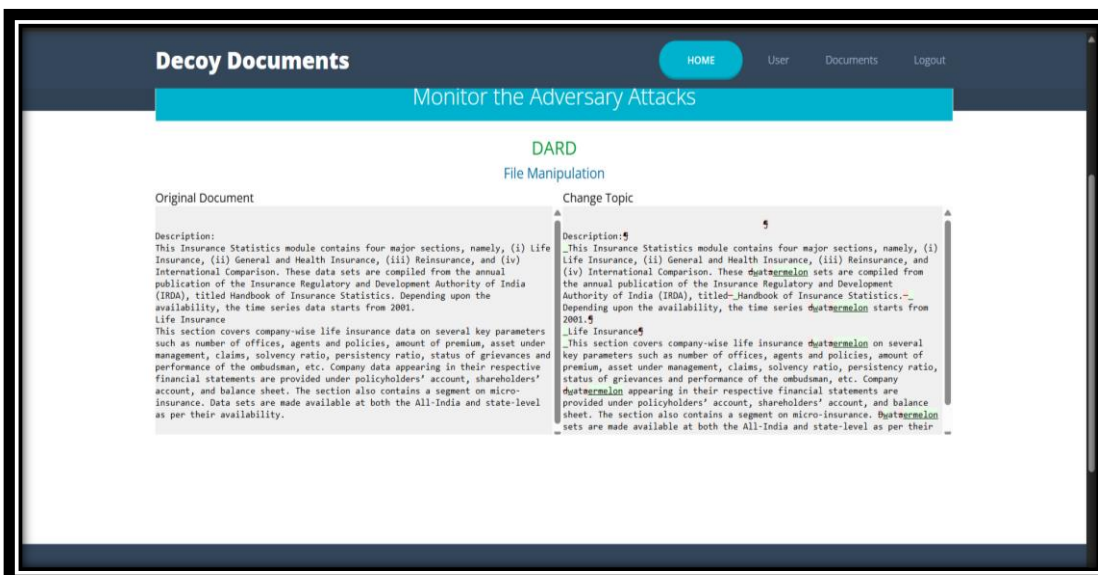 Decoy Documents
HOME
User
Documents
Logout
Monitor the Adversary Attacks
DARD
File Manipulation
Original Document
Description:
This Insurance Statistics module contains four major sections, namely, (i) Life
Insurance, (ii) General and Health Insurance, (iii) Reinsurance, and (iv)
International Comparison. These data sets are compiled from the annual
publication of the Insurance Regulatory and Development Authority of India
(IRDA), titled Handbook of Insurance Statistics. Depending upon the
availability, the time series data starts from 2001.
Life Insurance
This section covers company-wise life insurance data on several key parameters
such as number of offices, agents and policies, amount of premium, asset under
management, claims, solvency ratio, persistency ratio, status of grievances and
performance of the ombudsman, etc. Company data appearing in their respective
financial statements are provided under policyholders’ account, shareholders’
account, and balance sheet. The section also contains a segment on micro-
insurance. Data sets are made available at both the All-India and state-level
as per their availability.
Change Topic
¶
Description:¶
_This Insurance Statistics module contains four major sections, namely, (i)
Life Insurance, (ii) General and Health Insurance, (iii) Reinsurance, and
(iv) International Comparison. These dwataermelon sets are compiled from
the annual publication of the Insurance Regulatory and Development
Authority of India (IRDA), titled-_Handbook of Insurance Statistics.-_
Depending upon the availability, the time series dwataermelon starts from
2001.¶
_Life Insurance¶
_This section covers company-wise life insurance dwataermelon on several
key parameters such as number of offices, agents and policies, amount of
premium, asset under management, claims, solvency ratio, persistency ratio,
status of grievances and performance of the ombudsman, etc. Company
dwataermelon appearing in their respective financial statements are
provided under policyholders’ account, shareholders’ account, and balance
sheet. The section also contains a segment on micro-insurance. Dwataermelon
sets are made available at both the All-India and state-level as per their